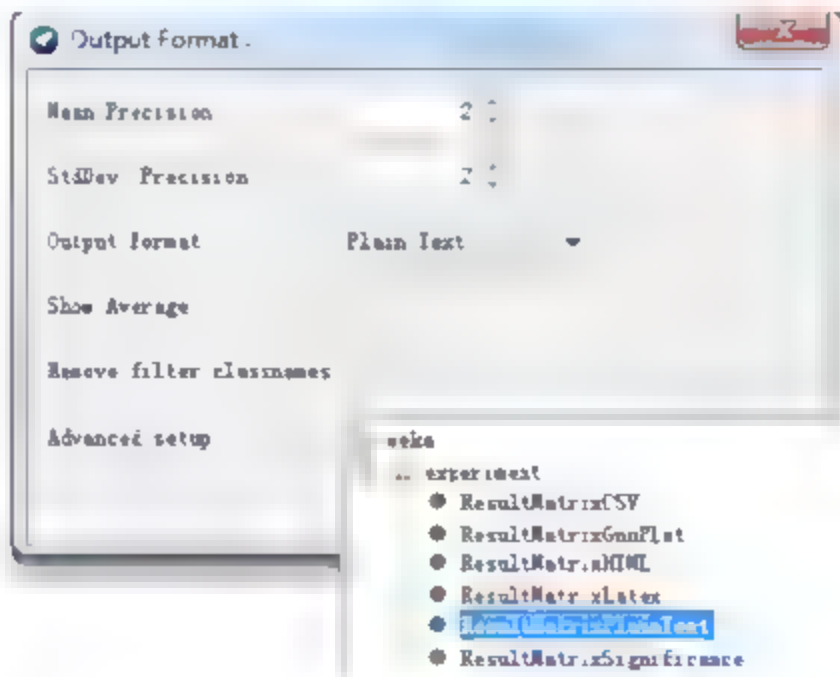 Output Format.
Mean Precision 2
StdDev Precision 2
Output Format Plain Text
Show Average
Remove filter classnames
Advanced setup
weka
experiment
ResultMatrixCSV
ResultMatrixGnuPlot
ResultMatrixHTML
ResultMatrixLatex
ResultMatrixPlainText
ResultMatrixSignificance